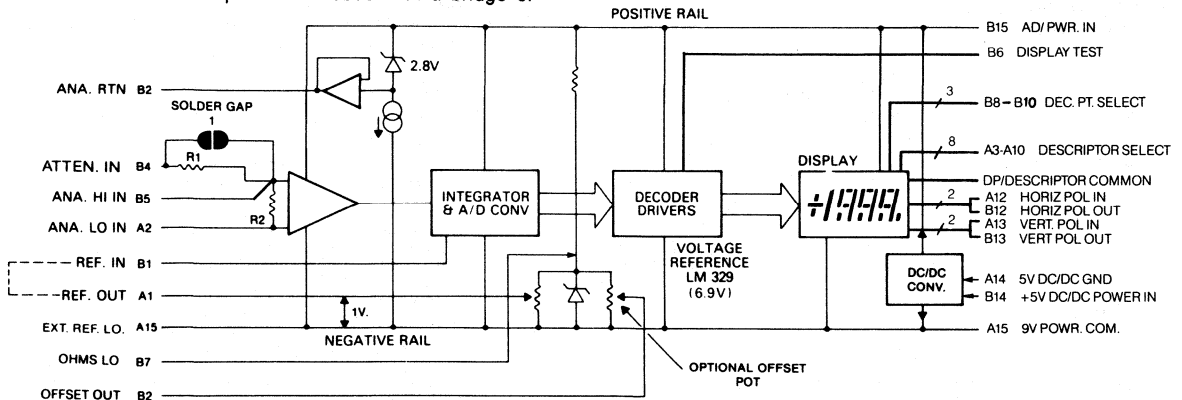 a bridge of
POSITIVE RAIL
B15 AD/PWR. IN
B6 DISPLAY TEST
2.8V
ANA. RTN B2
3
B8-B10 DEC. PT. SELECT
SOLDER GAP
1
8
A3-A10 DESCRIPTOR SELECT
ATTEN. IN B4
R1
DISPLAY
+1999.
DP/DESCRIPTOR COMMON
ANA. HI IN B5
INTEGRATOR
& A/D CONV
DECODER
DRIVERS
2
A12 HORIZ POL IN
B12 HORIZ POL OUT
ANA. LO IN A2
R2
2
A13 VERT. POL IN
B13 VERT POL OUT
VOLTAGE
REFERENCE
LM 329
(6.9V)
REF. IN B1
DC/DC
CONV.
A14 5V DC/DC GND
B14 +5V DC/DC POWER IN
REF. OUT A1
1V.
EXT. REF. LO. A15
NEGATIVE RAIL
A15 9V POWR. COM.
OHMS LO B7
OPTIONAL OFFSET
POT
OFFSET OUT B2